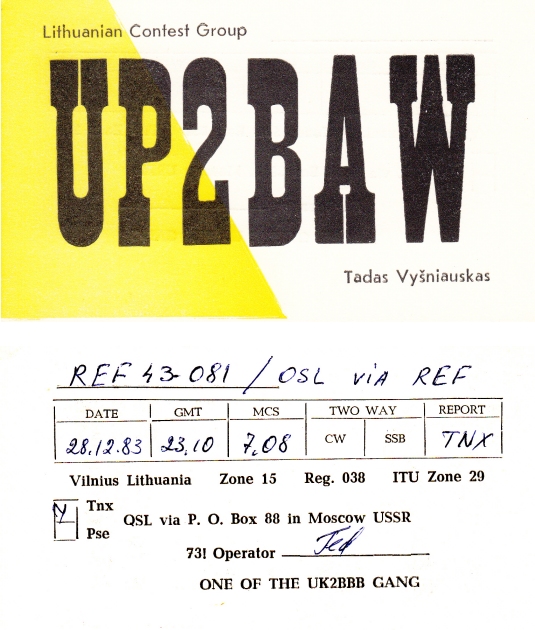 Lithuanian Contest Group
UP2BAW
Tadas Vyšniauskas
REF 43-081 / QSL viA REF
DATE GMT MCS TWO WAY REPORT
28.12.83 23.10 7,08 CW SSB TNX
Vilnius Lithuania Zone 15 Reg. 038 ITU Zone 29
Tnx
QSL via P. O. Box 88 in Moscow USSR
Pse
73! Operator Ted
ONE OF THE UK2BBB GANG